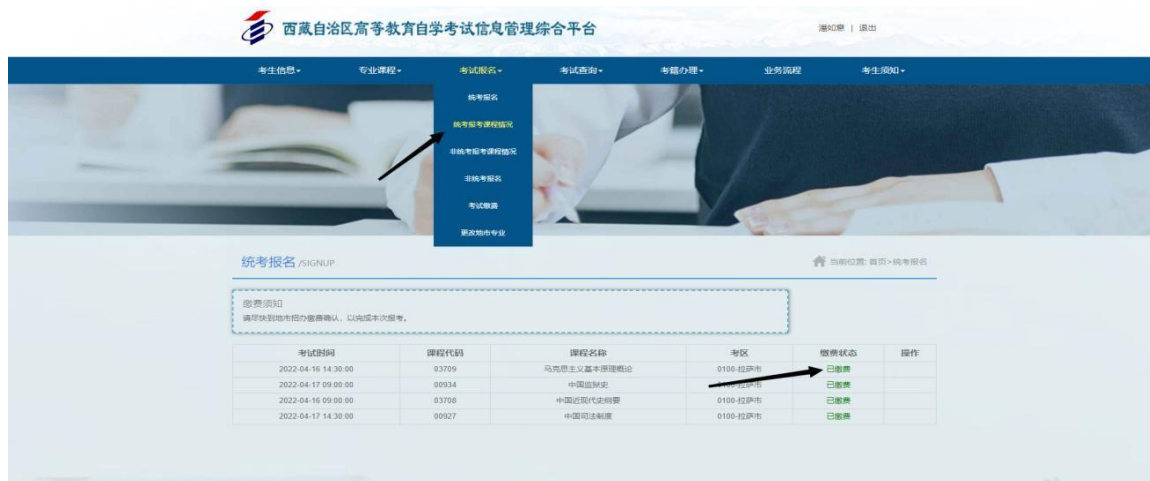 西藏自治区高等教育自学考试信息管理综合平台
潘如意 | 退出
考生信息 专业课程 考试报名 考试查询 考籍办理 业务流程 考生须知
统考报名
统考报考课程情况
非统考报考课程情况
非统考报名
考试缴费
更改地市专业
统考报名 /SIGNUP
当前位置: 首页>统考报名
缴费须知
请尽快到地市招办缴费确认，以完成本次报考。
考试时间 课程代码 课程名称 考区 缴费状态 操作
2022-04-16 14:30:00 03709 马克思主义基本原理概论 0100-拉萨市 已缴费
2022-04-17 09:00:00 00934 中国监狱史 0100-拉萨市 已缴费
2022-04-16 09:00:00 03708 中国近现代史纲要 0100-拉萨市 已缴费
2022-04-17 14:30:00 00927 中国司法制度 0100-拉萨市 已缴费